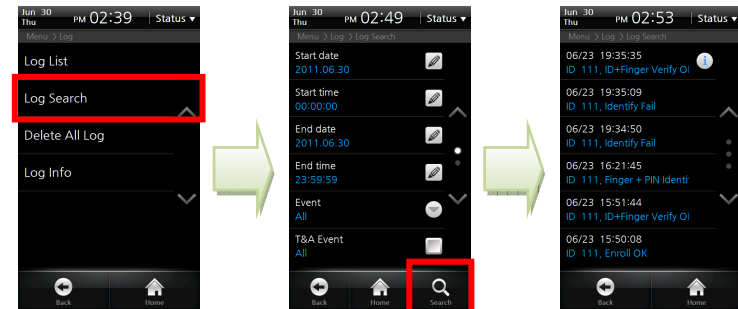 Jun 30
Thu
PM 02:39
Status
Menu > Log
Log List
Log Search
Delete All Log
Log Info
Back
Home
Jun 30
Thu
PM 02:49
Status
Menu > Log > Log Search
Start date
2011.06.30
Start time
00:00:00
End date
2011.06.30
End time
23:59:59
Event
All
T&A Event
All
Back
Home
Search
Jun 30
Thu
PM 02:53
Status
Menu > Log > Log Search
06/23 19:35:35
ID 111, ID+Finger Verify Ol
06/23 19:35:09
ID 111, Identify Fail
06/23 19:34:50
ID 111, Identify Fail
06/23 16:21:45
ID 111, Finger + PIN Identi
06/23 15:51:44
ID 111, ID+Finger Verify Ol
06/23 15:50:08
ID 111, Enroll OK
Back
Home